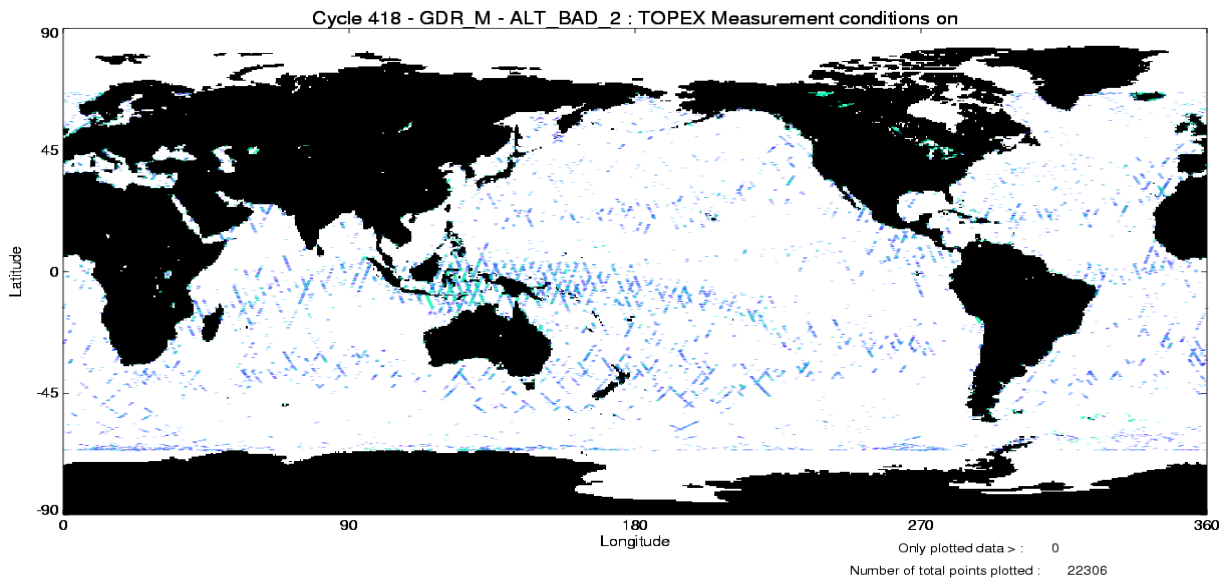 Cycle 418 - GDR_M - ALT_BAD_2 : TOPEX Measurement conditions on
90
45
0
-45
-90
Latitude
0 90 180 270 360
Longitude
Only plotted data > : 0
Number of total points plotted : 22306